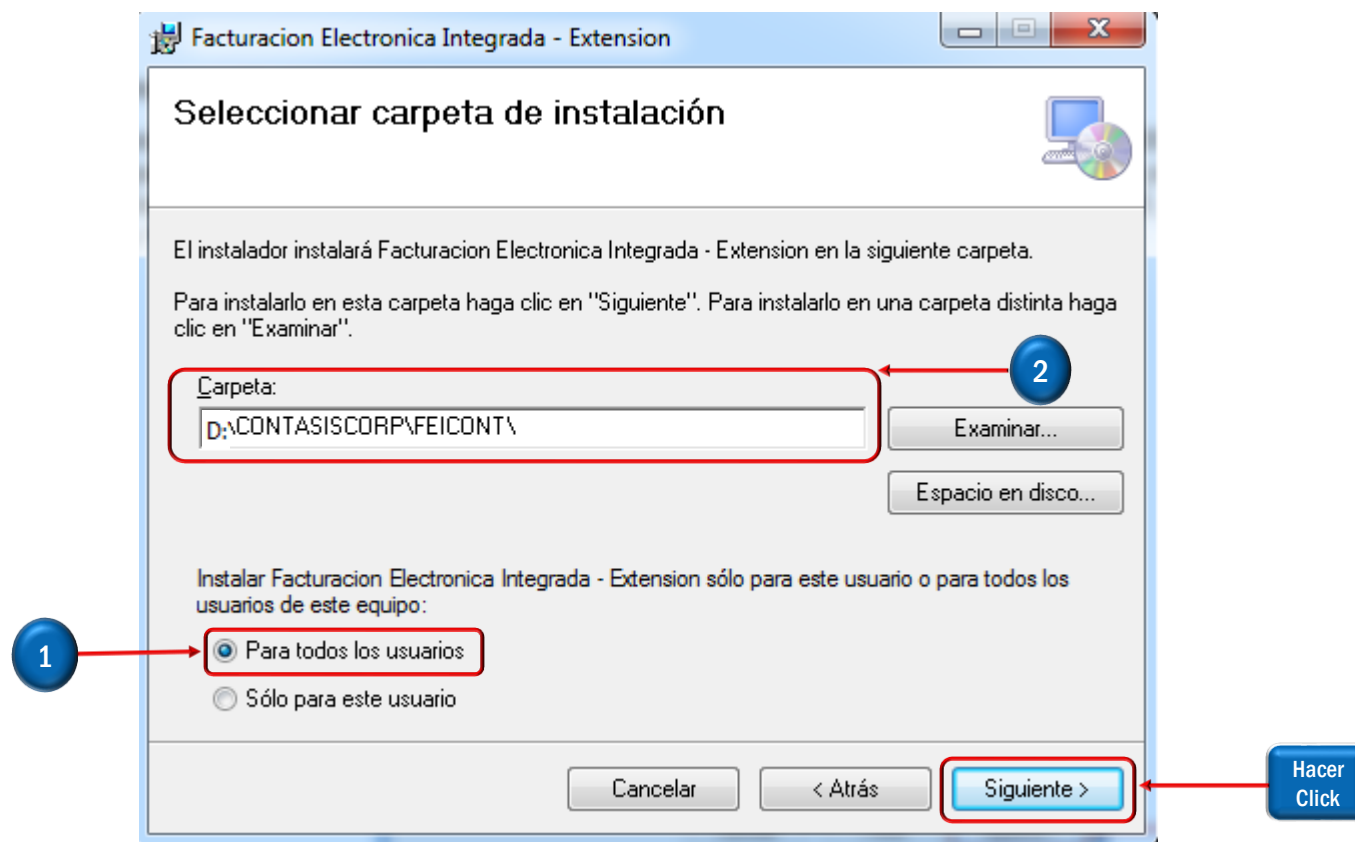 Facturacion Electronica Integrada - Extension
Seleccionar carpeta de instalación
El instalador instalará Facturacion Electronica Integrada - Extension en la siguiente carpeta.
Para instalarlo en esta carpeta haga clic en "Siguiente". Para instalarlo en una carpeta distinta haga
clic en "Examinar".
2
Carpeta:
D:\CONTASISCORP\FEICONT\
Examinar...
Espacio en disco...
Instalar Facturacion Electronica Integrada - Extension sólo para este usuario o para todos los
usuarios de este equipo:
1
Para todos los usuarios
Sólo para este usuario
Cancelar
< Atrás
Siguiente >
Hacer
Click